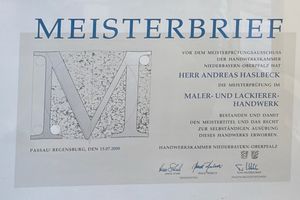 MEISTERBRIEF
VOR DEM MEISTERPRÜFUNGSAUSSCHUSS
DER HANDWERKSKAMMER
NIEDERBAYERN-OBERPFALZ HAT
HERR ANDREAS HASLBECK
DIE MEISTERPRÜFUNG IM
MALER- UND LACKIERER-
HANDWERK
BESTANDEN UND DAMIT
DEN MEISTERTITEL UND DAS RECHT
ZUR SELBSTÄNDIGEN AUSÜBUNG
DIESES HANDWERKS ERWORBEN.
M
PASSAU/REGENSBURG, DEN 15.07.2009
HANDWERKSKAMMER NIEDERBAYERN-OBERPFALZ